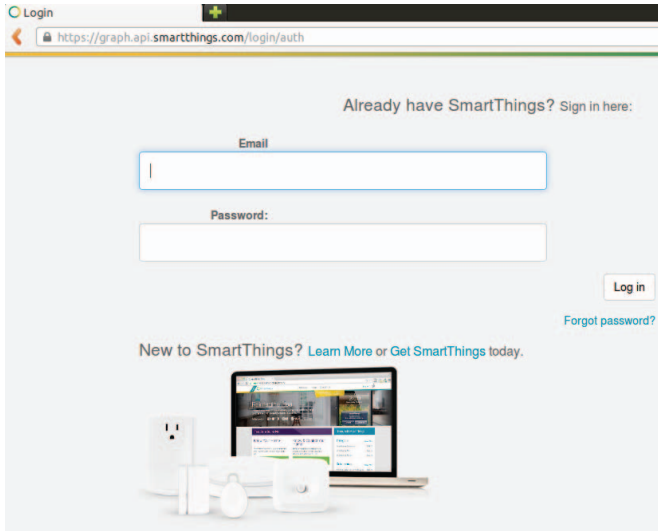 Login
https://graph.api.smartthings.com/login/auth
Already have SmartThings? Sign in here:
Email
Password:
Log in
Forgot password?
New to SmartThings? Learn More or Get SmartThings today.